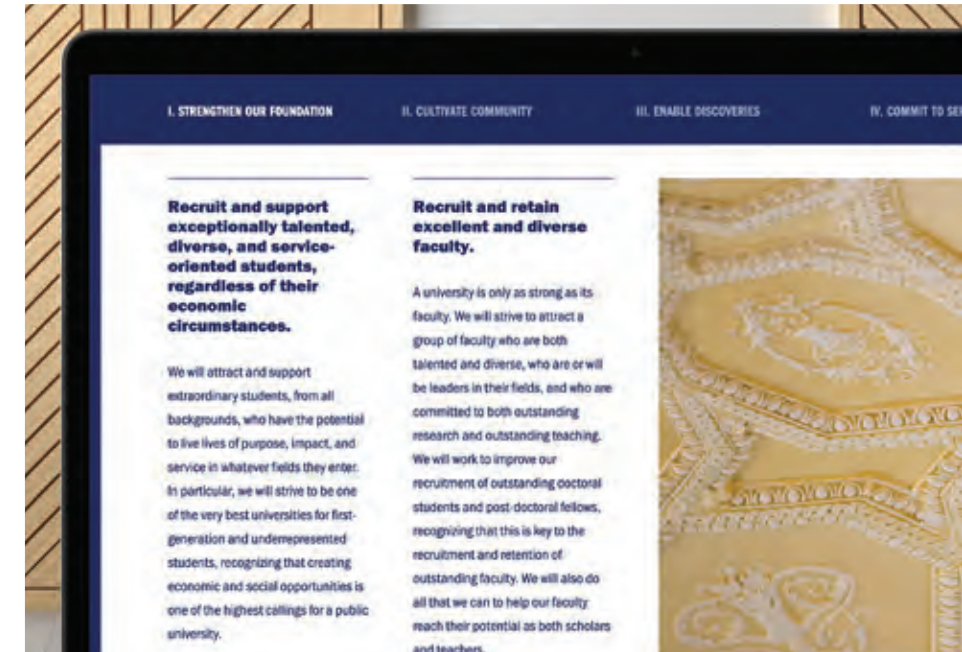 I. STRENGTHEN OUR FOUNDATION
II. CULTIVATE COMMUNITY
III. ENABLE DISCOVERIES
IV. COMMIT TO
Recruit and support
exceptionally talented,
diverse, and service-
oriented students,
regardless of their
economic
circumstances.
We will attract and support
extraordinary students, from all
backgrounds, who have the potential
to live lives of purpose, impact, and
service in whatever fields they enter.
In particular, we will strive to be one
of the very best universities for first-
generation and underrepresented
students, recognizing that creating
economic and social opportunities is
one of the highest callings for a public
university.
Recruit and retain
excellent and diverse
faculty.
A university is only as strong as its
faculty. We will strive to attract a
group of faculty who are both
talented and diverse, who are or will
be leaders in their fields, and who are
committed to both outstanding
research and outstanding teaching.
We will work to improve our
recruitment of outstanding doctoral
students and post-doctoral fellows,
recognizing that this is key to the
recruitment and retention of
outstanding faculty. We will also do
all that we can to help our faculty
reach their potential as both scholars
and teachers.